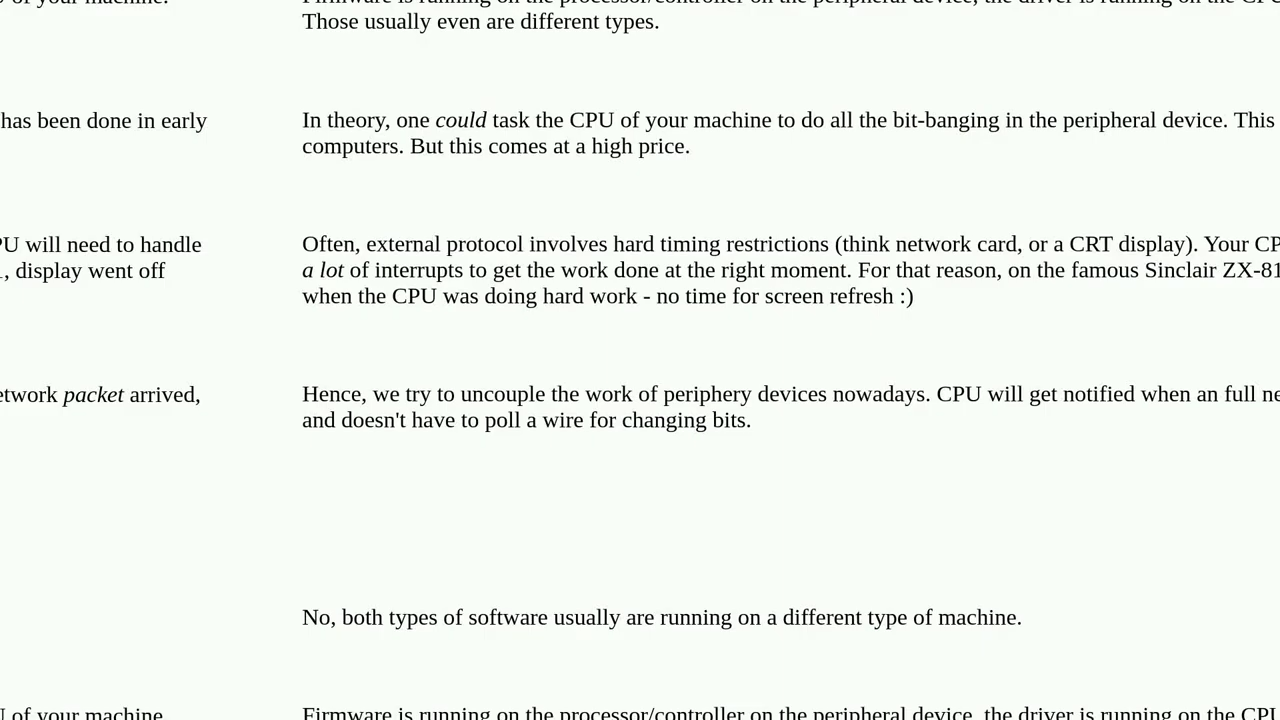 of your machine.
Firmware is running on the processor/controller on the peripheral device, the driver is running on the
Those usually even are different types.
has been done in early
In theory, one could task the CPU of your machine to do all the bit-banging in the peripheral device. This
computers. But this comes at a high price.
will need to handle
Often, external protocol involves hard timing restrictions (think network card, or a CRT display). Your
, display went off
a lot of interrupts to get the work done at the right moment. For that reason, on the famous Sinclair ZX-81
when the CPU was doing hard work - no time for screen refresh :)
packet arrived,
Hence, we try to uncouple the work of periphery devices nowadays. CPU will get notified when an full
and doesn't have to poll a wire for changing bits.
No, both types of software usually are running on a different type of machine.
of your machine
Firmware is running on the processor/controller on the peripheral device, the driver is running on the